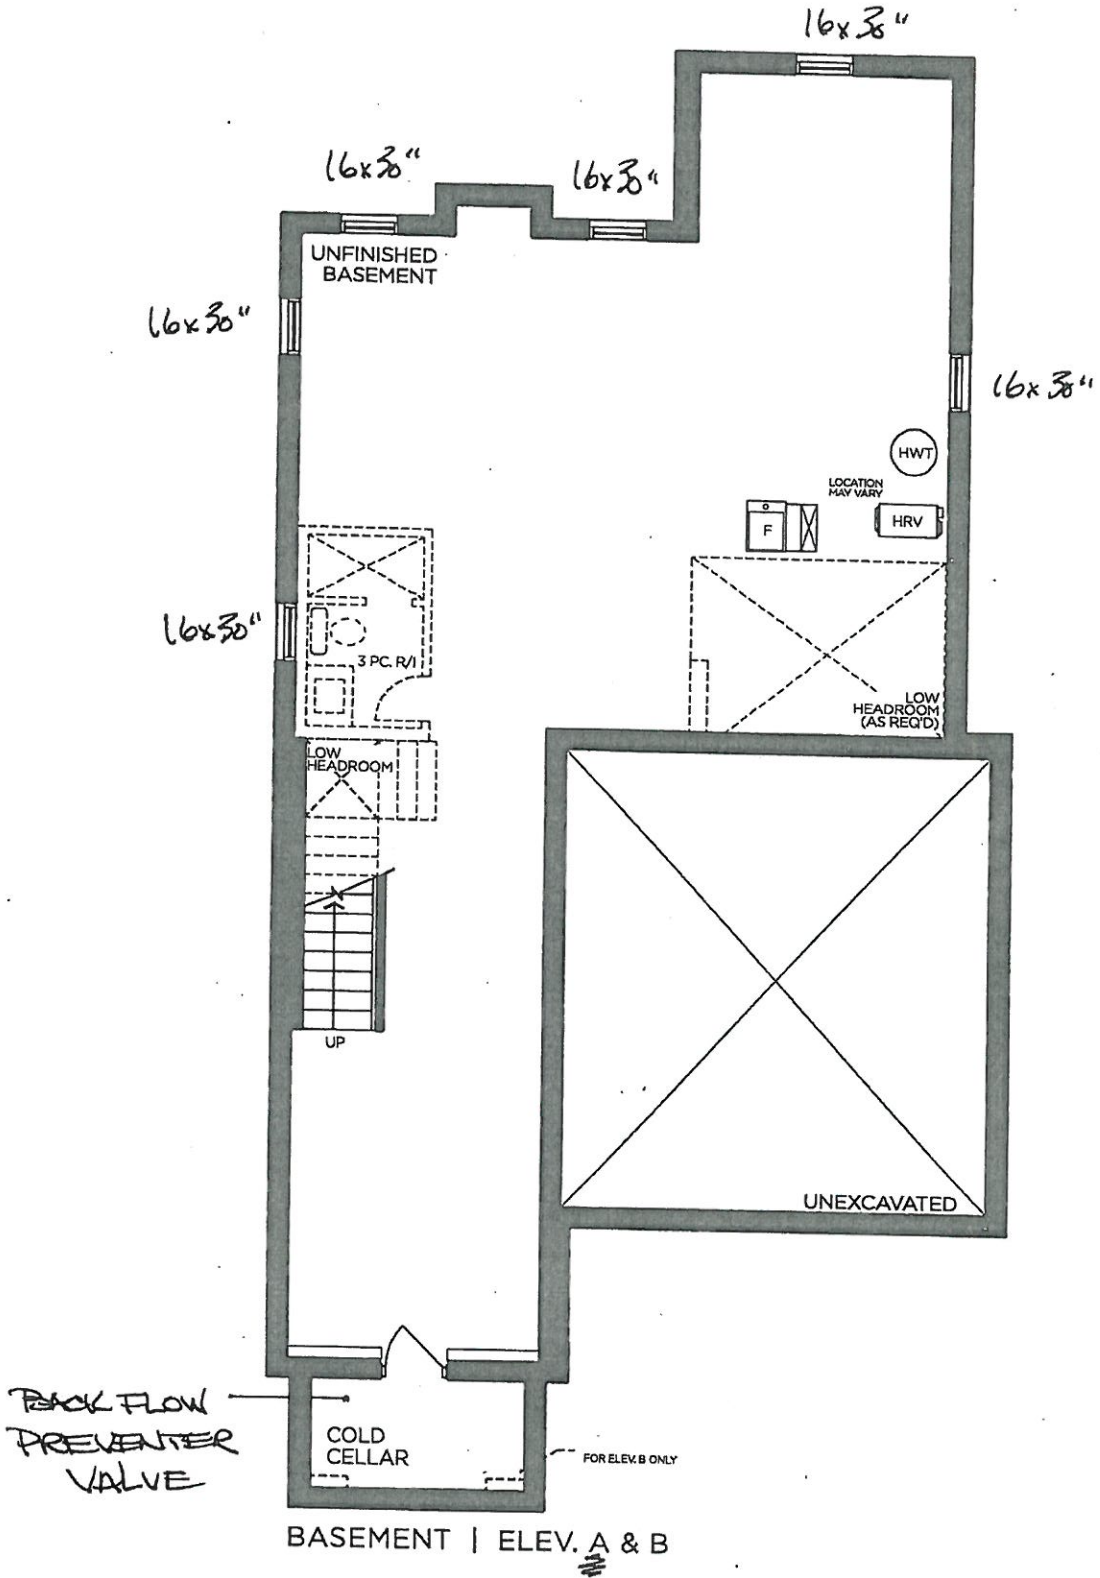 16x30"
16x30"
16x30"
UNFINISHED
BASEMENT
16x30"
16x30"
HWT
LOCATION
MAY VARY
F
HRV
16x30"
3 PC. R/I
LOW
HEADROOM
(AS REQ'D)
LOW
HEADROOM
UP
UNEXCAVATED
BACK FLOW
PREVENTER
VALVE
COLD
CELLAR
FOR ELEV. B ONLY
BASEMENT | ELEV. A & B